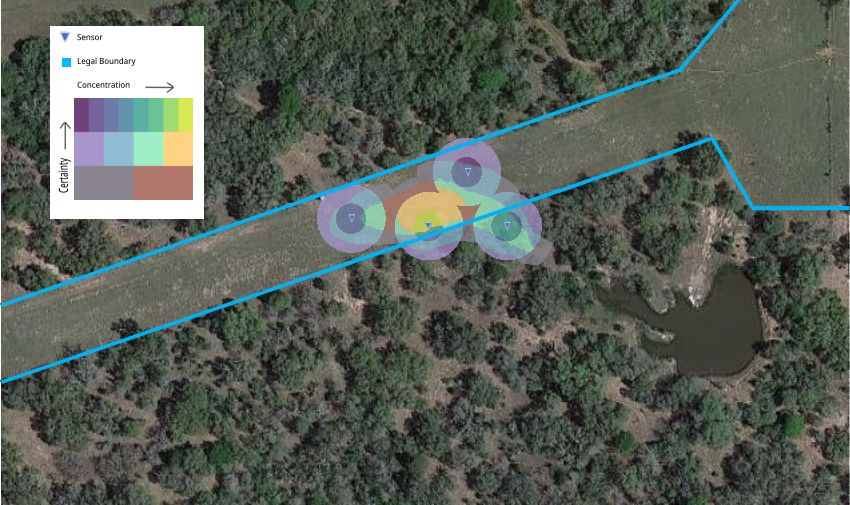 Sensor
Legal Boundary
Concentration
Certainty